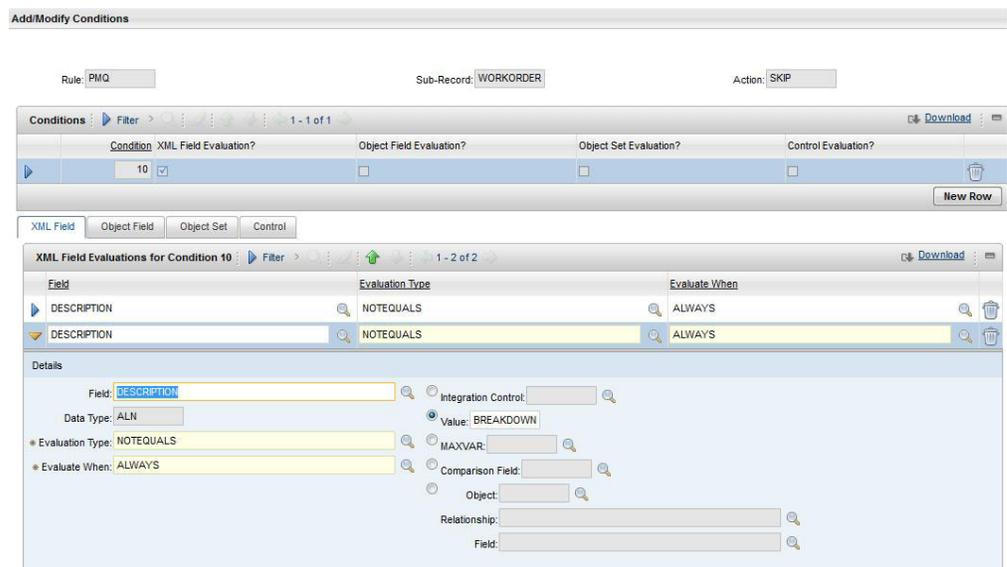 Add/Modify Conditions
Rule: PMQ Sub-Record: WORKORDER Action: SKIP
Conditions Filter 1 - 1 of 1 Download
Condition XML Field Evaluation? Object Field Evaluation? Object Set Evaluation? Control Evaluation?
10
New Row
XML Field Object Field Object Set Control
XML Field Evaluations for Condition 10 Filter 1 - 2 of 2 Download
Field Evaluation Type Evaluate When
DESCRIPTION NOTEQUALS ALWAYS
DESCRIPTION NOTEQUALS ALWAYS
Details
Field: DESCRIPTION Integration Control:
Data Type: ALN Value: BREAKDOWN
* Evaluation Type: NOTEQUALS MAXVAR:
* Evaluate When: ALWAYS Comparison Field:
Object:
Relationship:
Field: